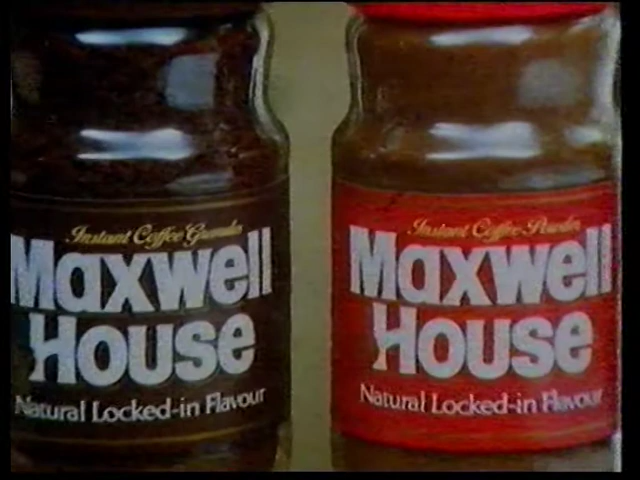 Instant Coffee Granules
Maxwell
House
Natural Locked-in Flavour
Instant Coffee Powder
Maxwell
House
Natural Locked-in Flavour